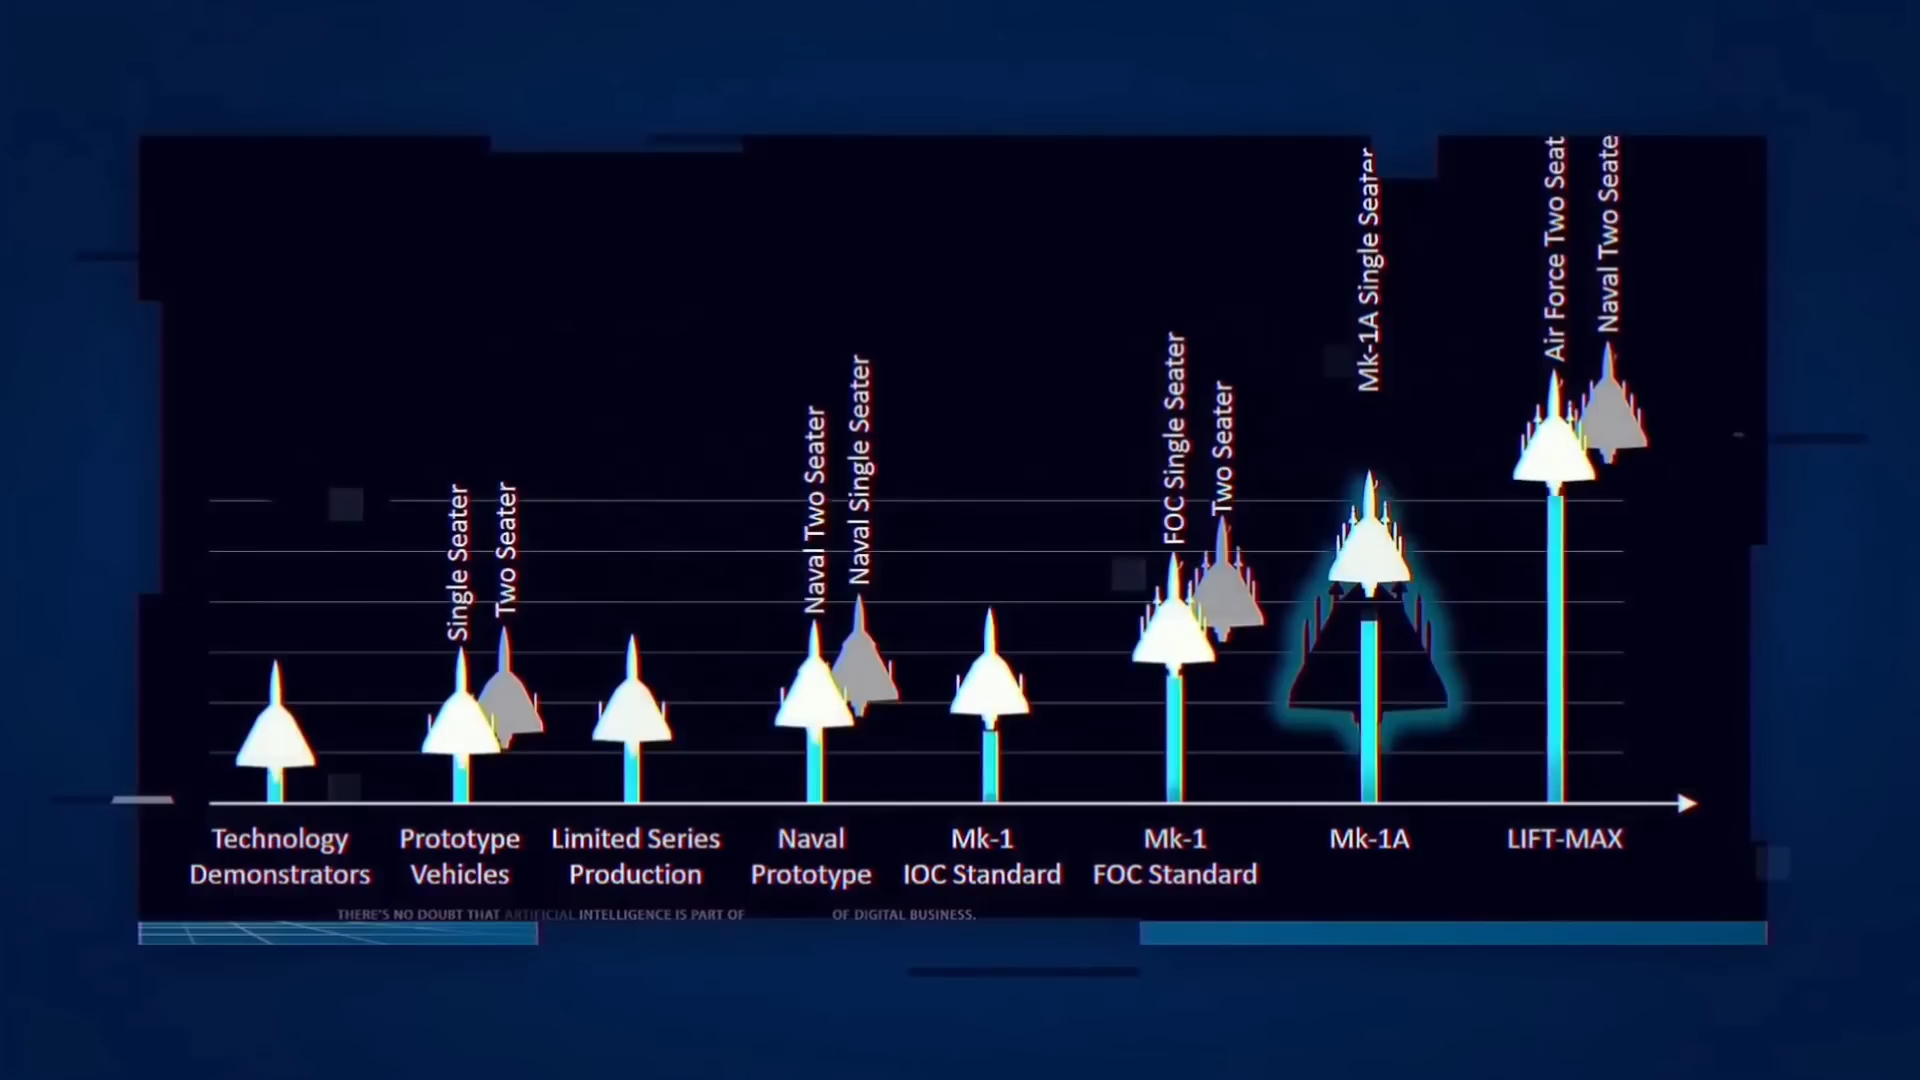 Single Seater
Two Seater
Naval Two Seater
Naval Single Seater
FOC Single Seater
Two Seater
Mk-1A Single Seater
Air Force Two Seat
Naval Two Seate
Technology
Demonstrators
Prototype
Vehicles
Limited Series
Production
Naval
Prototype
Mk-1
IOC Standard
Mk-1
FOC Standard
Mk-1A
LIFT-MAX
THERE'S NO DOUBT THAT ARTIFICIAL INTELLIGENCE IS PART OF OF DIGITAL BUSINESS.